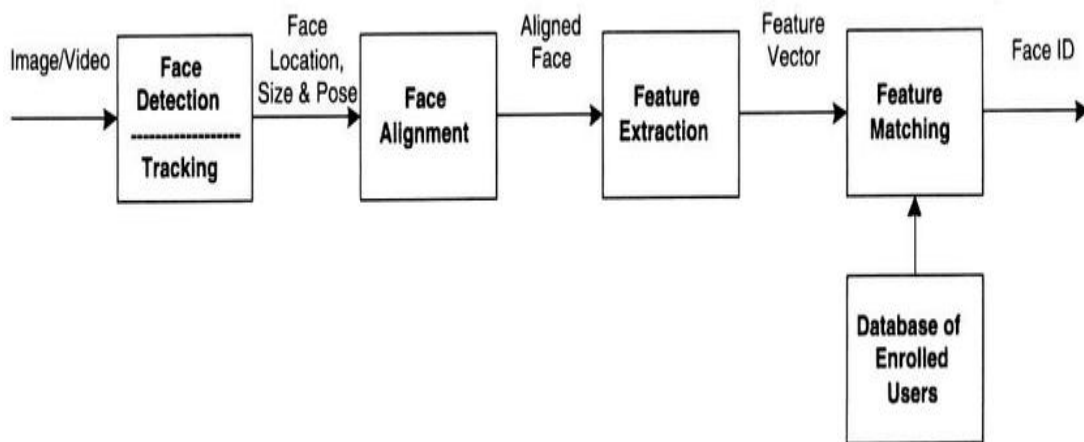 Image/Video
Face
Detection
Tracking
Face
Location,
Size & Pose
Face
Alignment
Aligned
Face
Feature
Extraction
Feature
Vector
Feature
Matching
Face ID
Database of
Enrolled
Users